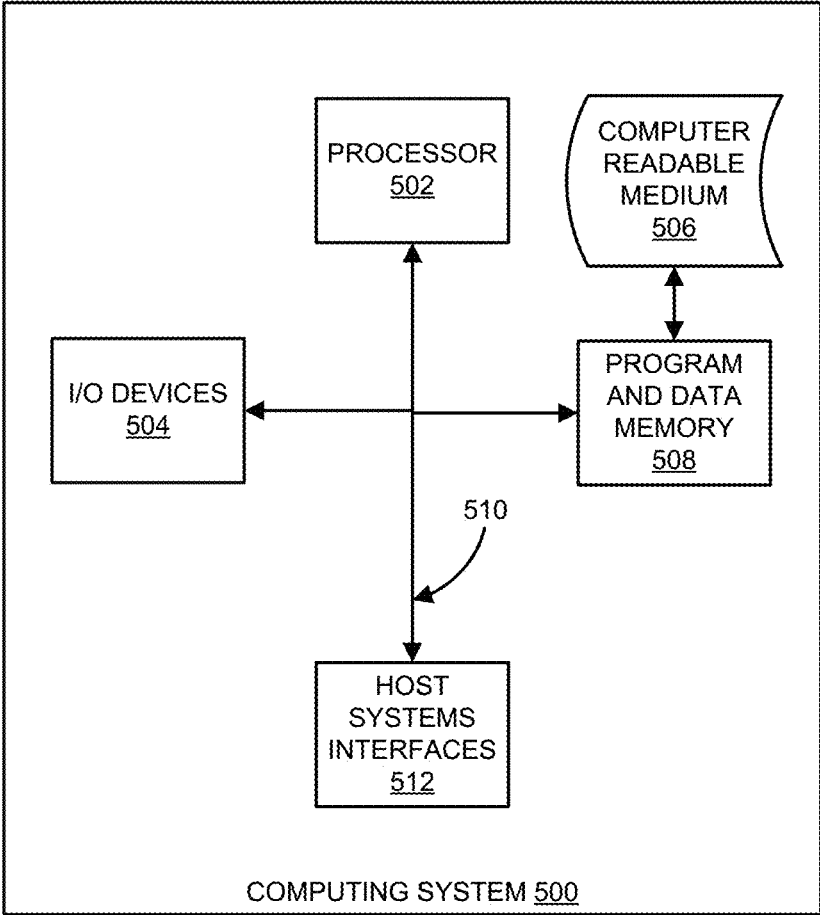 PROCESSOR
502
COMPUTER
READABLE
MEDIUM
506
I/O DEVICES
504
PROGRAM
AND DATA
MEMORY
508
510
HOST
SYSTEMS
INTERFACES
512
COMPUTING SYSTEM 500